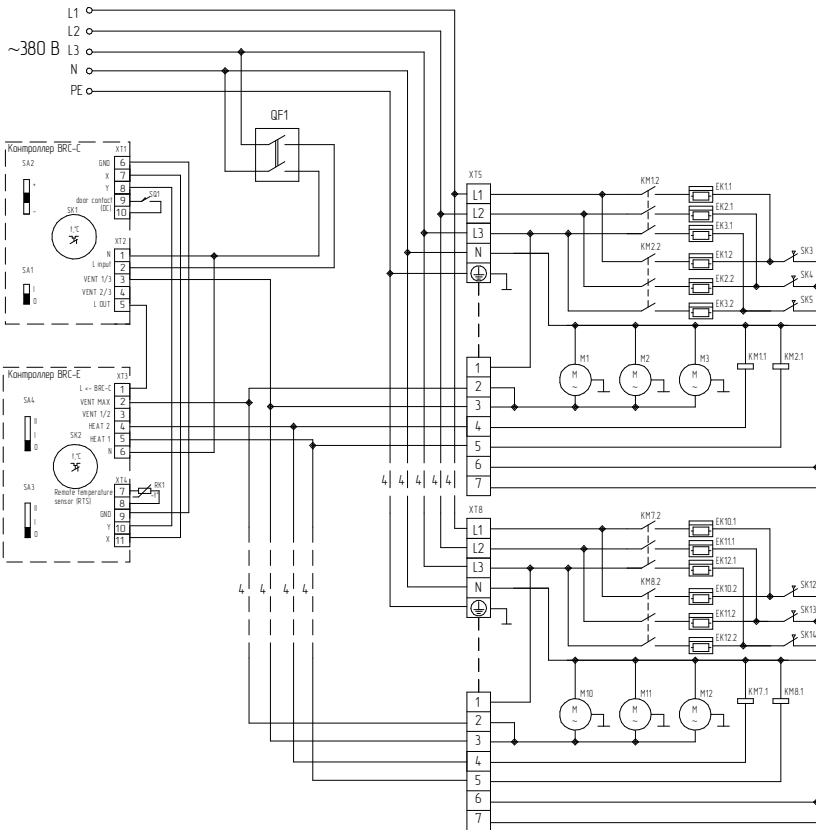 L1
L2
~380 В L3
N
PE
QF1
Контроллер BRC-C
XT1
SA2
GND 6
X 7
Y 8
door contact (DC) 9
10
SQ1
+
-
SK1
t,°C
XT2
N 1
L input 2
VENT 1/3 3
VENT 2/3 4
L OUT 5
SA1
I
0
Контроллер BRC-E
XT3
L <- BRC-C 1
VENT MAX 2
VENT 1/2 3
HEAT 2 4
HEAT 1 5
N 6
SA4
II
I
0
SK2
t,°C
XT4
7
RK1
Remote temperature
sensor (RTS)
8
GND 9
Y 10
X 11
SA3
II
I
0
4 4 4 4
4 4 4 4 4
XT5
L1
L2
L3
N
KM1.2
EK1.1
EK2.1
EK3.1
KM2.2
EK1.2
EK2.2
EK3.2
SK3
SK4
SK5
M1
M
~
M2
M
~
M3
M
~
KM1.1
KM2.1
1
2
3
4
5
6
7
XT8
L1
L2
L3
N
KM7.2
EK10.1
EK11.1
EK12.1
KM8.2
EK10.2
EK11.2
EK12.2
SK12
SK13
SK14
M10
M
~
M11
M
~
M12
M
~
KM7.1
KM8.1
1
2
3
4
5
6
7